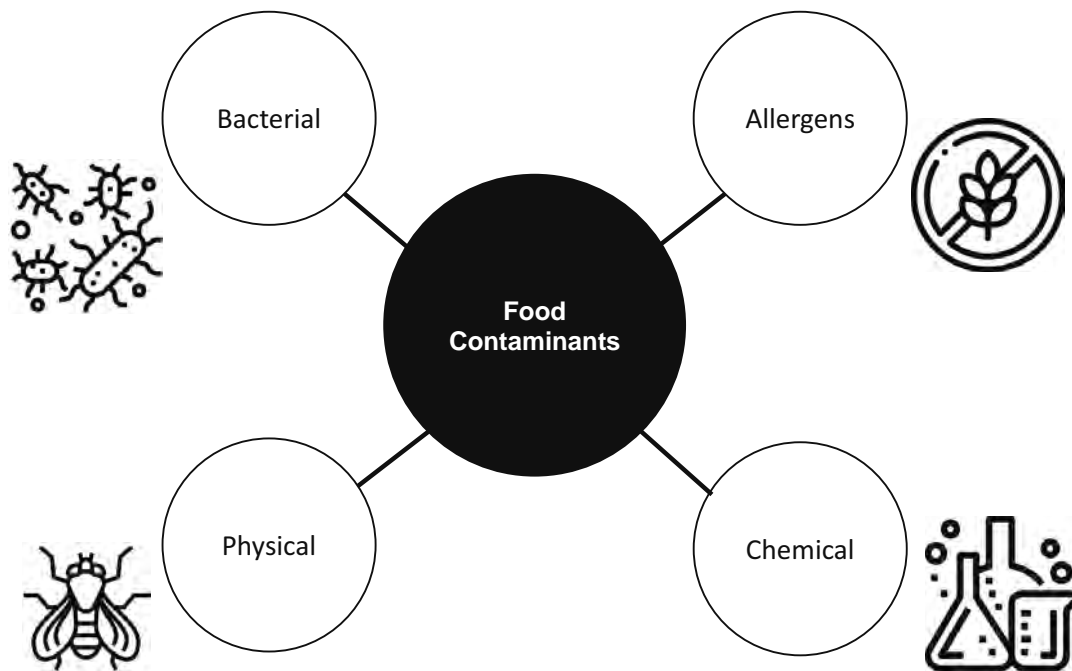 Bacterial
Allergens
Food
Contaminants
Physical
Chemical